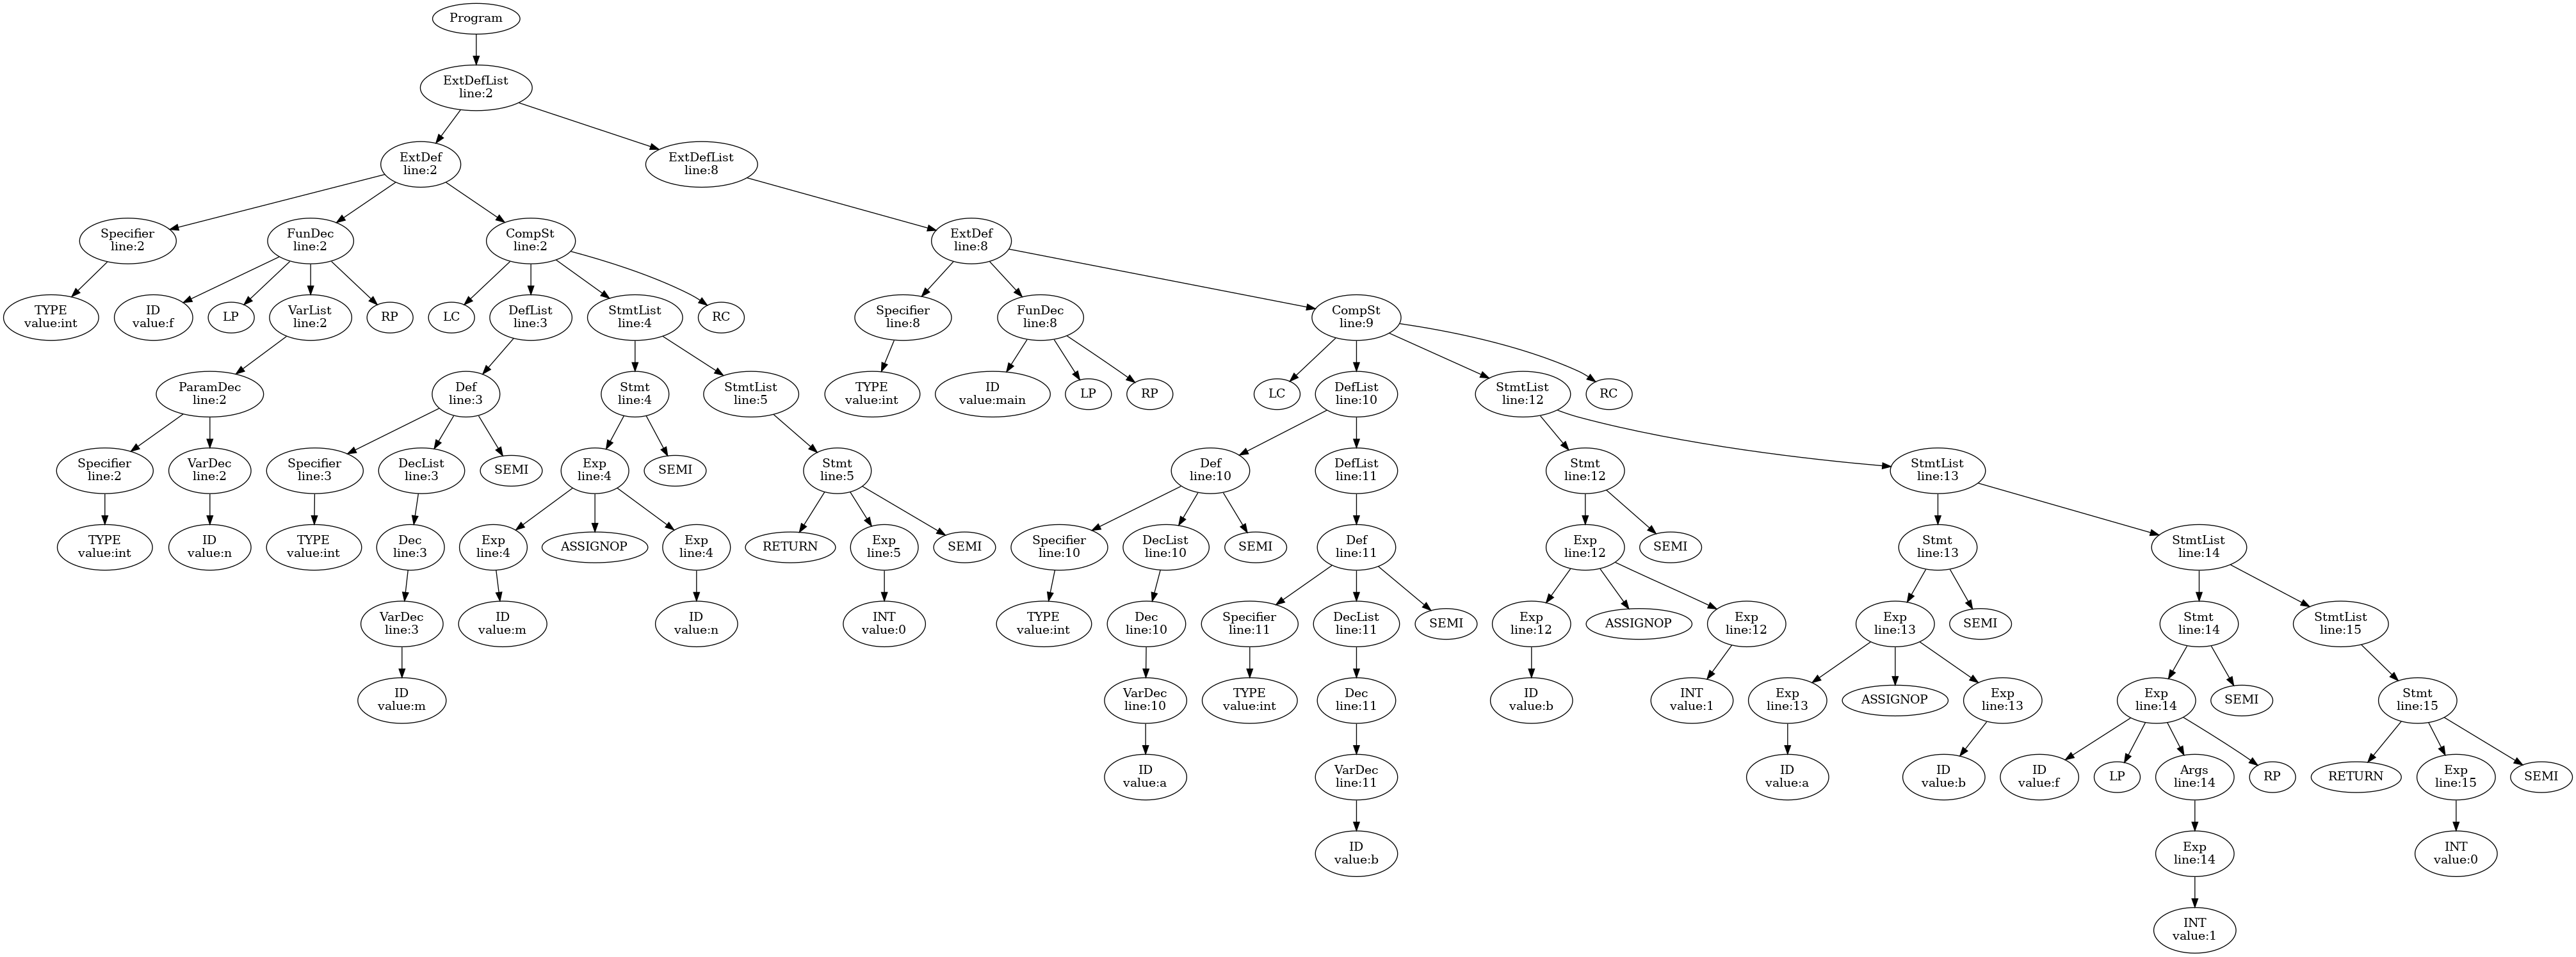 Program
ExtDefList
line:2
ExtDef
line:2
ExtDefList
line:8
Specifier
line:2
FunDec
line:2
CompSt
line:2
ExtDef
line:8
TYPE
value:int
ID
value:f
LP
VarList
line:2
RP
LC
DefList
line:3
StmtList
line:4
RC
Specifier
line:8
FunDec
line:8
CompSt
line:9
ParamDec
line:2
Def
line:3
Stmt
line:4
StmtList
line:5
TYPE
value:int
ID
value:main
LP
RP
LC
DefList
line:10
StmtList
line:12
RC
Specifier
line:2
VarDec
line:2
Specifier
line:3
DecList
line:3
SEMI
Exp
line:4
SEMI
Stmt
line:5
Def
line:10
DefList
line:11
Stmt
line:12
StmtList
line:13
TYPE
value:int
ID
value:n
TYPE
value:int
Dec
line:3
Exp
line:4
ASSIGNOP
Exp
line:4
RETURN
Exp
line:5
SEMI
Specifier
line:10
DecList
line:10
SEMI
Def
line:11
Exp
line:12
SEMI
Stmt
line:13
StmtList
line:14
VarDec
line:3
ID
value:m
ID
value:n
INT
value:0
TYPE
value:int
Dec
line:10
Specifier
line:11
DecList
line:11
SEMI
Exp
line:12
ASSIGNOP
Exp
line:12
Exp
line:13
SEMI
Stmt
line:14
StmtList
line:15
ID
value:m
VarDec
line:10
TYPE
value:int
Dec
line:11
ID
value:b
INT
value:1
Exp
line:13
ASSIGNOP
Exp
line:13
Exp
line:14
SEMI
Stmt
line:15
ID
value:a
VarDec
line:11
ID
value:a
ID
value:b
ID
value:f
LP
Args
line:14
RP
RETURN
Exp
line:15
SEMI
ID
value:b
Exp
line:14
INT
value:0
INT
value:1